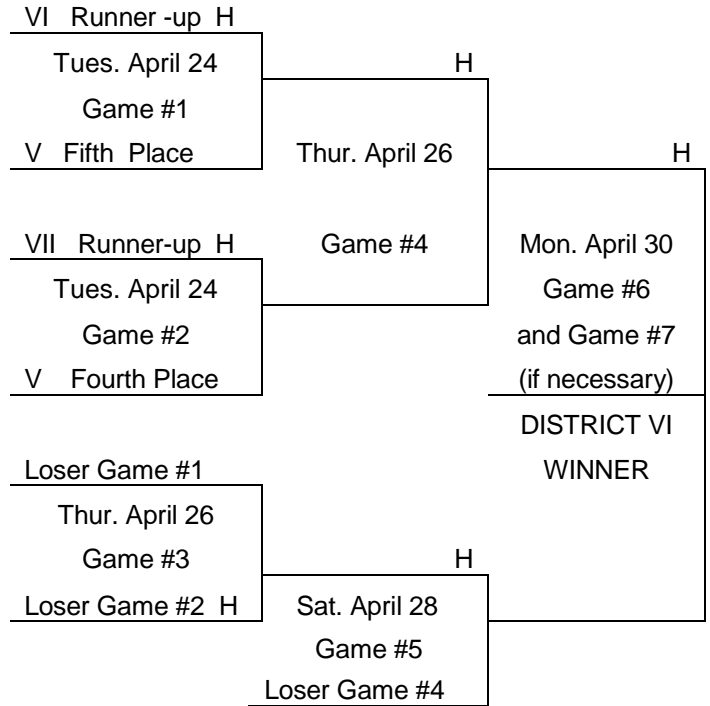 VI Runner -up H
Tues. April 24
H
Game #1
V Fifth Place
Thur. April 26
H
VII Runner-up H
Game #4
Mon. April 30
Tues. April 24
Game #6
Game #2
and Game #7
V Fourth Place
(if necessary)
DISTRICT VI
Loser Game #1
WINNER
Thur. April 26
Game #3
H
Loser Game #2 H
Sat. April 28
Game #5
Loser Game #4